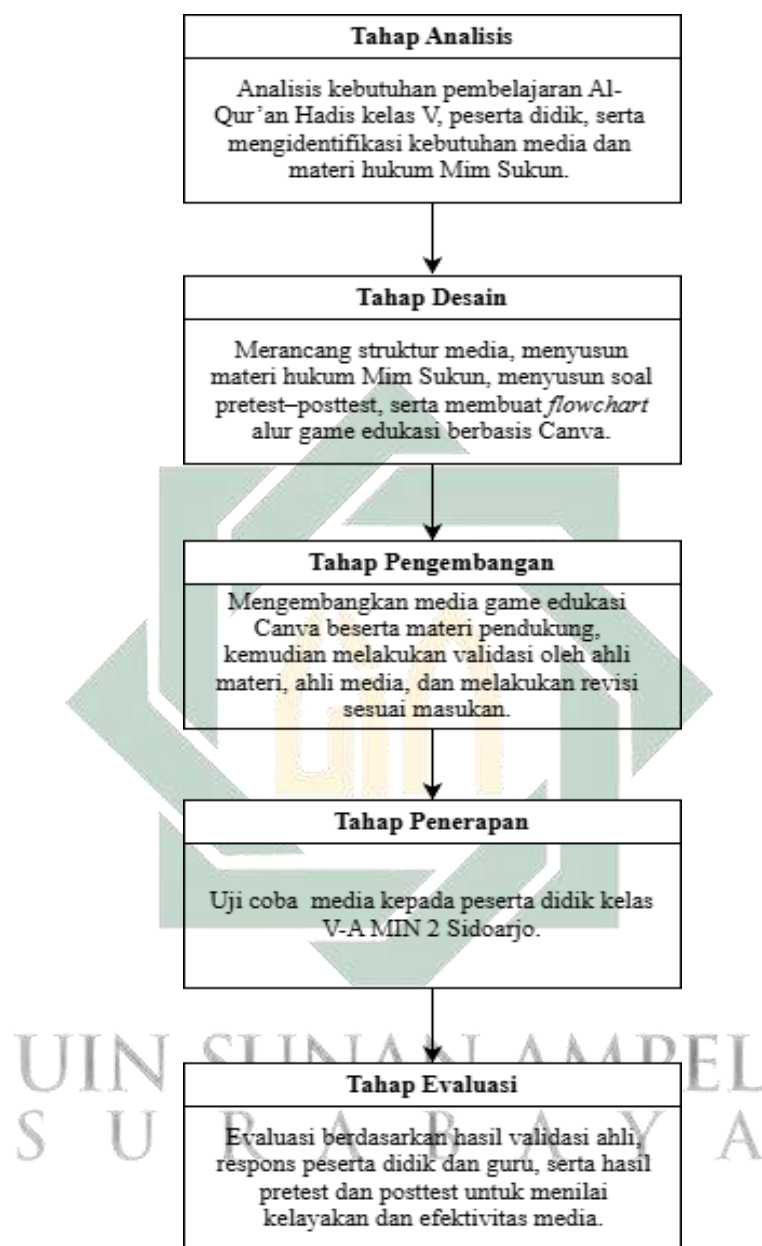 Tahap Analisis
Analisis kebutuhan pembelajaran Al-
Qur’an Hadis kelas V, peserta didik, serta
mengidentifikasi kebutuhan media dan
materi hukum Mim Sukun.
Tahap Desain
Merancang struktur media, menyusun
materi hukum Mim Sukun, menyusun soal
pretest–posttest, serta membuat flowchart
alur game edukasi berbasis Canva.
Tahap Pengembangan
Mengembangkan media game edukasi
Canva beserta materi pendukung,
kemudian melakukan validasi oleh ahli
materi, ahli media, dan melakukan revisi
sesuai masukan.
Tahap Penerapan
Uji coba media kepada peserta didik kelas
V-A MIN 2 Sidoarjo.
UIN SUNAN AMPEL
S U R A B A Y A
Tahap Evaluasi
Evaluasi berdasarkan hasil validasi ahli,
respons peserta didik dan guru, serta hasil
pretest dan posttest untuk menilai
kelayakan dan efektivitas media.